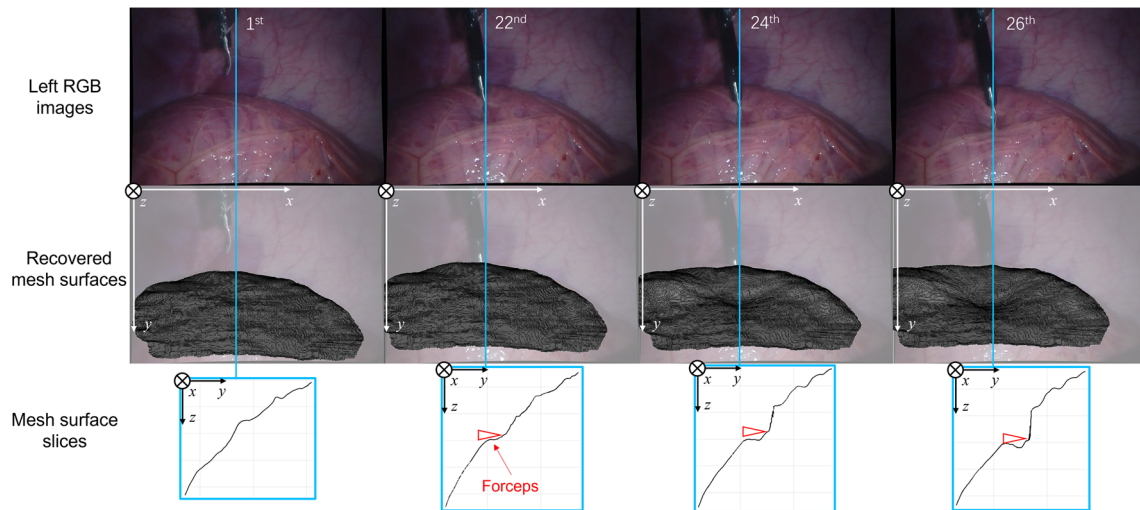 1st 22nd 24th 26th
Left RGB
images
z x z x z x z x
Recovered
mesh surfaces
y y y y
x y x y x y x y
z z z z
Mesh surface
slices
Forceps